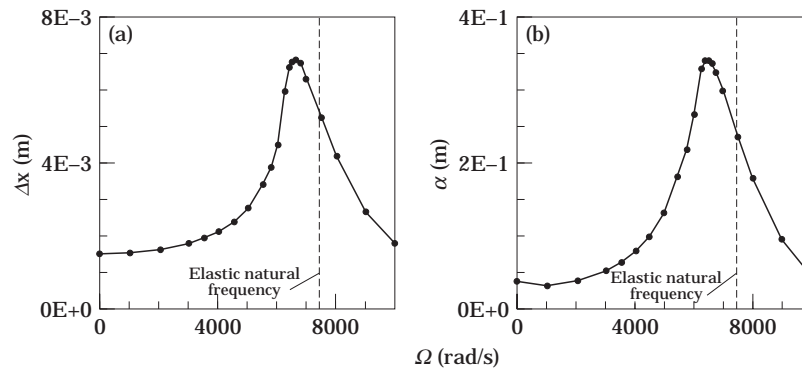 8E−3
(a)
4E−3
0E+3
Δx (m)
Elastic natural
frequency
0
4000
8000
4E−1
(b)
2E−1
0E+0
α (m)
Elastic natural
frequency
0
4000
8000
Ω (rad/s)